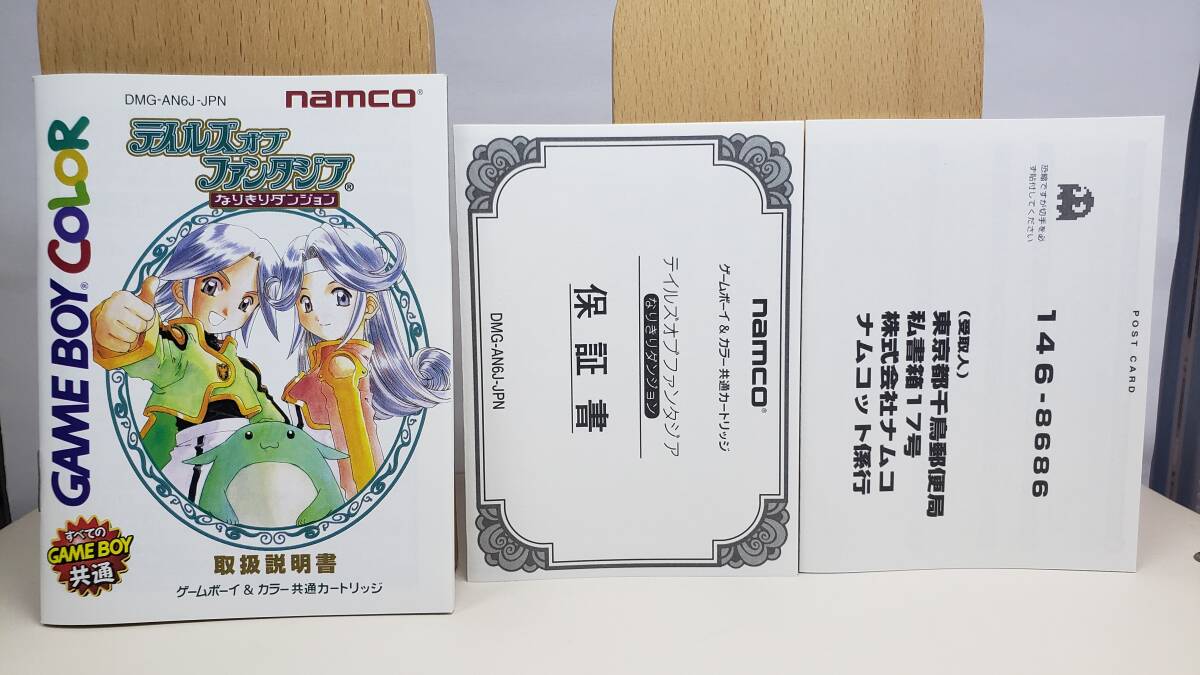 DMG-AN6J-JPN
namco®
テイルズオブ
ファンタジア®
なりきりダンジョン
GAME BOY COLOR
すべての
GAME BOY
共通
取扱説明書
ゲームボーイ & カラー 共通カートリッジ
namco®
ゲームボーイ & カラー 共通カートリッジ
テイルズオブファンタジア
なりきりダンジョン
保証書
DMG-AN6J-JPN
POST CARD
恐縮ですが切手を必
ず貼付してください
146-8686
(受取人)
東京都千鳥郵便局
私書箱17号
株式会社ナムコ
ナムコット係行